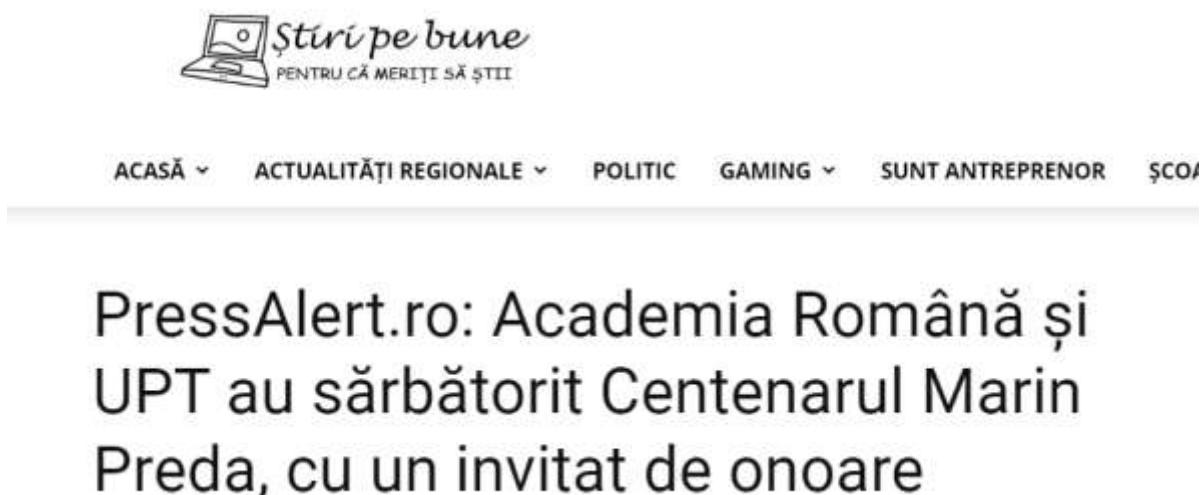 Știri pe bune
PENTRU CĂ MERIȚI SĂ ȘTII
ACASĂ ACTUALITĂȚI REGIONALE POLITIC GAMING SUNT ANTREPRENOR ȘCOA
PressAlert.ro: Academia Română și
UPT au sărbătorit Centenarul Marin
Preda, cu un invitat de onoare